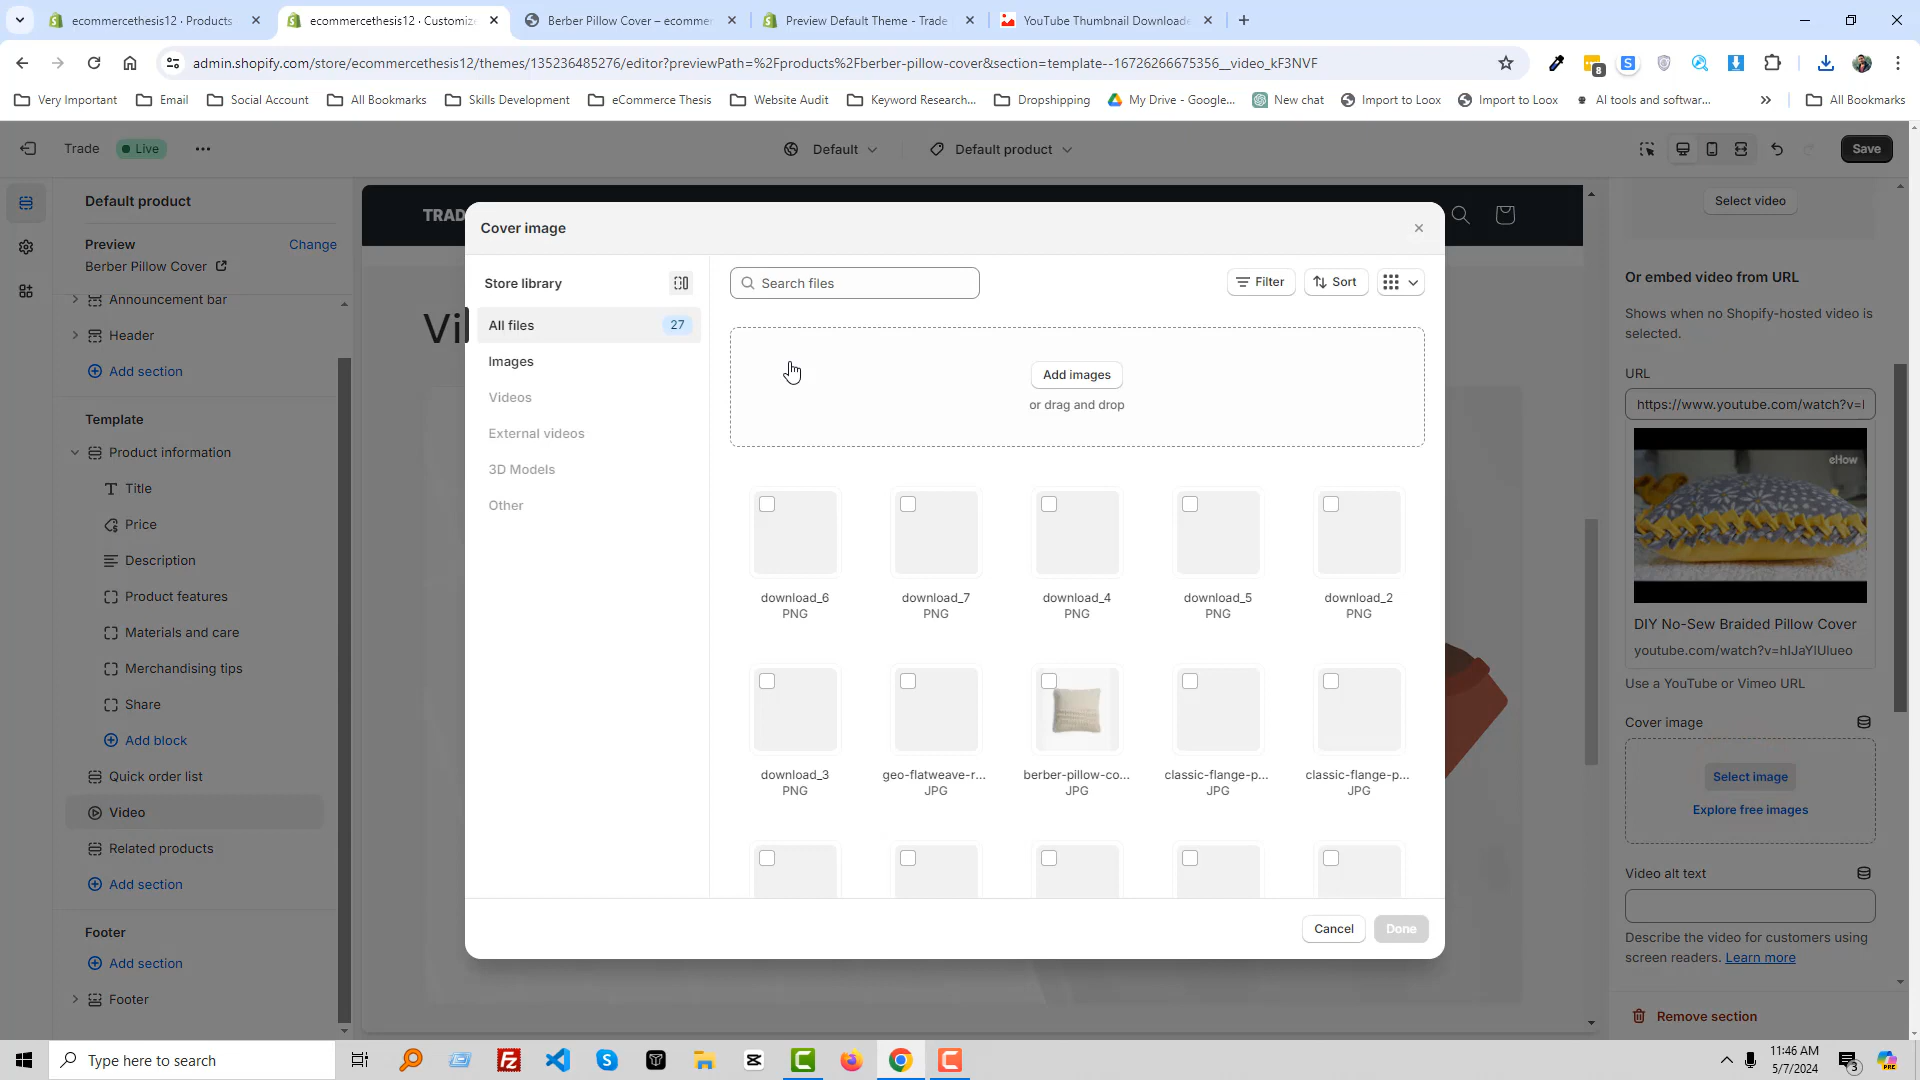 ecommercethesis12 · Products
ecommercethesis12 · Customize
Berber Pillow Cover – ecommer
Preview Default Theme - Trade
YouTube Thumbnail Downloade
admin.shopify.com/store/ecommercethesis12/themes/135236485276/editor?previewPath=%2Fproducts%2Fberber-pillow-cover&section=template--16726266675356__video_kF3NVF
8
Very Important
Email
Social Account
All Bookmarks
Skills Development
eCommerce Thesis
Website Audit
Keyword Research...
Dropshipping
My Drive - Google...
New chat
Import to Loox
Import to Loox
AI tools and softwar...
All Bookmarks
Trade
Live
Default
Default product
Save
Default product
Preview
Change
Berber Pillow Cover
Announcement bar
Header
Add section
Template
Product information
Title
Price
Description
Product features
Materials and care
Merchandising tips
Share
Add block
Quick order list
Video
Related products
Add section
Footer
Add section
Footer
TRAD
Vi
Cover image
Store library
All files
27
Images
Videos
External videos
3D Models
Other
Search files
Filter
Sort
Add images
or drag and drop
download_6
PNG
download_7
PNG
download_4
PNG
download_5
PNG
download_2
PNG
download_3
PNG
geo-flatweave-r...
JPG
berber-pillow-co...
JPG
classic-flange-p...
JPG
classic-flange-p...
JPG
Cancel
Done
Select video
Or embed video from URL
Shows when no Shopify-hosted video is
selected.
URL
https://www.youtube.com/watch?v=
eHow
DIY No-Sew Braided Pillow Cover
youtube.com/watch?v=hIJaYIUlueo
Use a YouTube or Vimeo URL
Cover image
Select image
Explore free images
Video alt text
Describe the video for customers using
screen readers. Learn more
Remove section
Type here to search
11:46 AM
5/7/2024
3
PRE